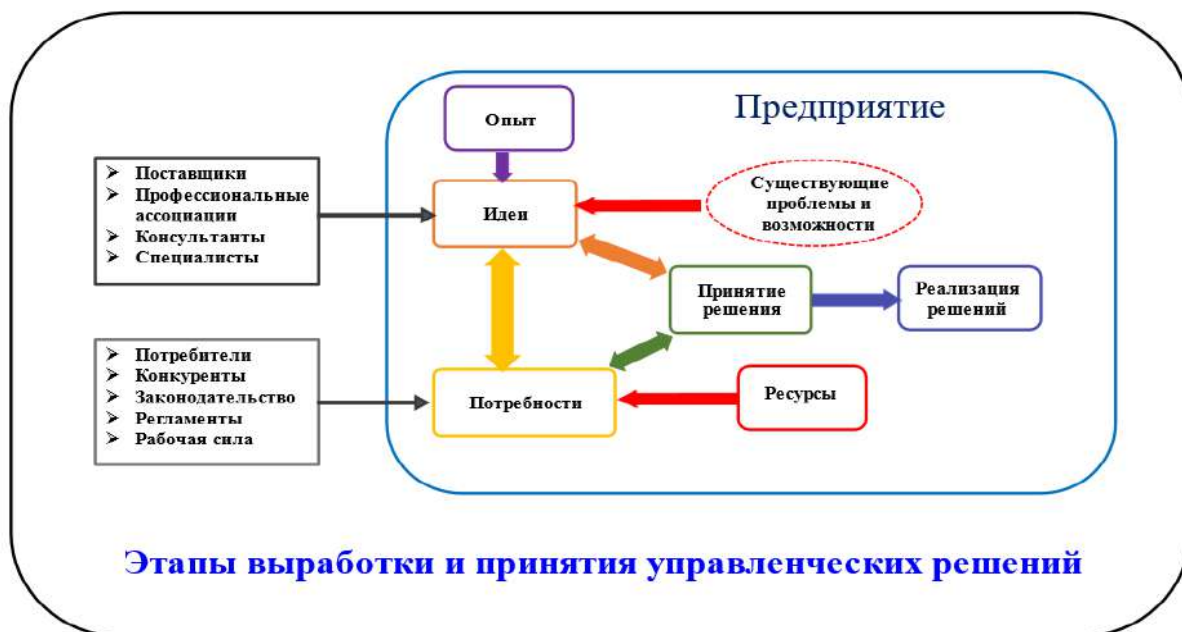 Предприятие
Опыт
Поставщики
Профессиональные
ассоциации
Консультанты
Специалисты
Идеи
Существующие
проблемы и
возможности
Принятие
решения
Реализация
решений
Потребители
Конкуренты
Законодательство
Регламенты
Рабочая сила
Потребности
Ресурсы
Этапы выработки и принятия управленческих решений